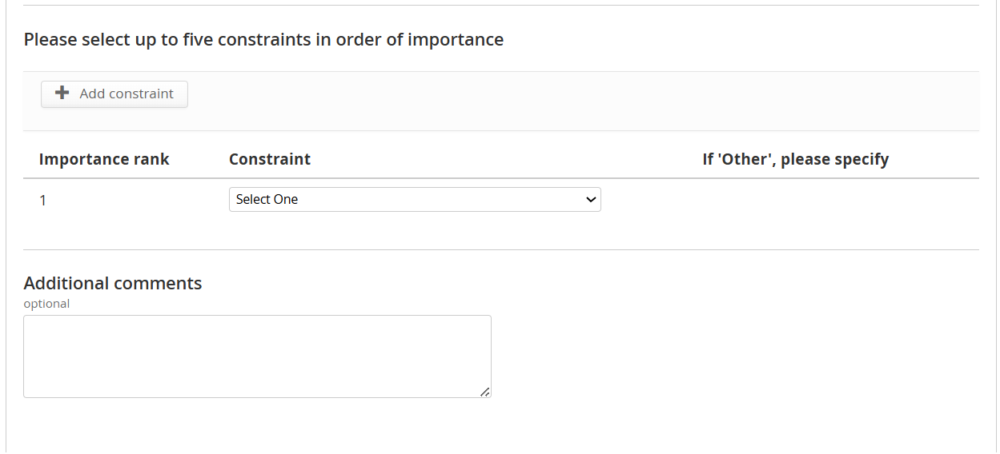 Please select up to five constraints in order of importance
Add constraint
Importance rank Constraint If 'Other', please specify
1 Select One
Additional comments
optional